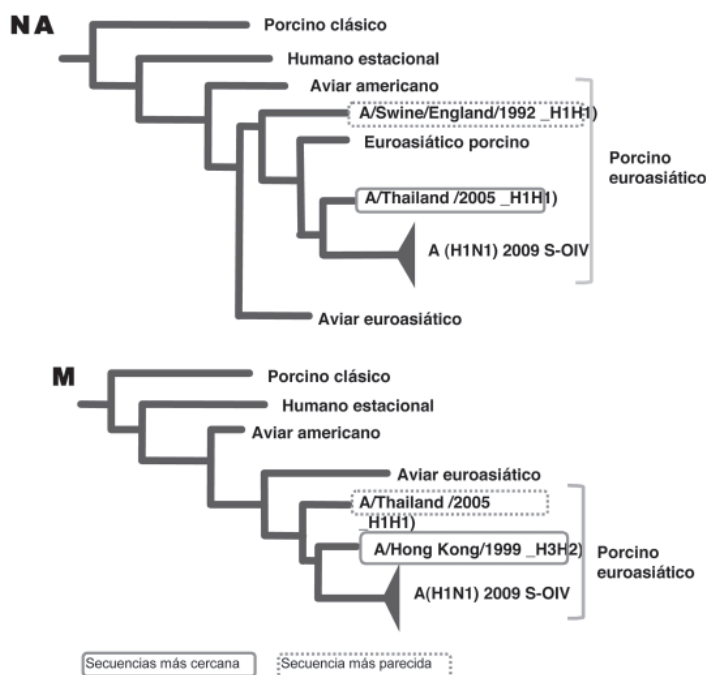 NA
Porcino clásico
Humano estacional
Aviar americano
A/Swine/England/1992 _H1H1)
Euroasiático porcino
Porcino
euroasiático
A/Thailand /2005 _H1H1)
A (H1N1) 2009 S-OIV
Aviar euroasiático
M
Porcino clásico
Humano estacional
Aviar americano
Aviar euroasiático
A/Thailand /2005
_H1H1)
A/Hong Kong/1999 _H3H2)
Porcino
euroasiático
A(H1N1) 2009 S-OIV
Secuencias más cercana
Secuencia más parecida